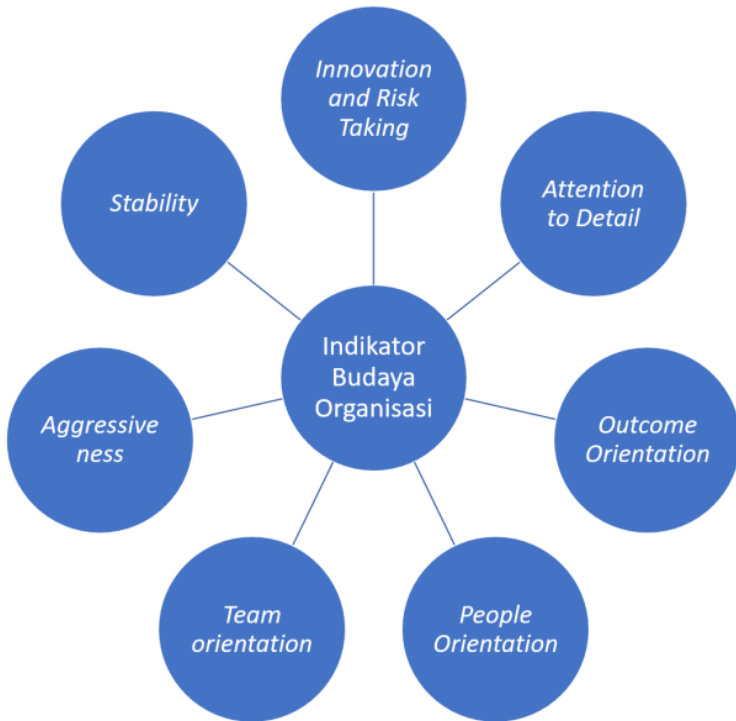 Innovation
and Risk
Taking
Attention
to Detail
Outcome
Orientation
People
Orientation
Team
orientation
Aggressive
ness
Stability
Indikator
Budaya
Organisasi